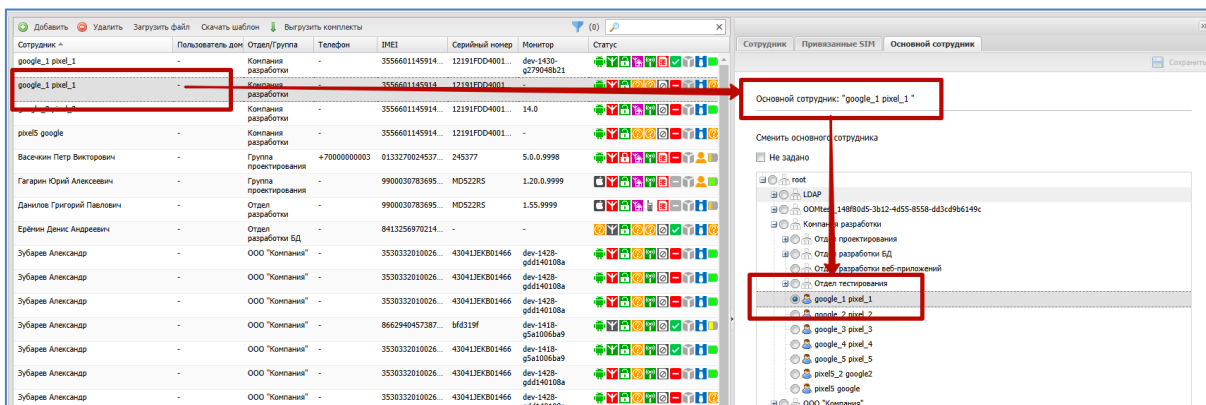 Добавить Удалить Загрузить файл Скачать шаблон Выгрузить комплекты (0)
Сотрудник Пользователь дом Отдел/Группа Телефон IMEI Серийный номер Монитор Статус
google_1 pixel_1 - Компания разработки - 3556601145914... 12191FDD4001... dev-1430-g279048b21
google_1 pixel_1 - Компания разработки - 3556601145914 12191FDD4001 -
- Компания разработки - 3556601145914... 12191FDD4001... 14.0
pixel5 google - Компания разработки - 3556601145914... 12191FDD4001... -
Васечкин Петр Викторович - Группа проектирования +70000000003 0133270024537... 245377 5.0.0.9998
Гагарин Юрий Алексеевич - Группа проектирования - 9900030783695... MD522RS 1.20.0.9999
Данилов Григорий Павлович - Отдел разработки - 9900030783695... MD522RS 1.55.9999
Ерёмин Денис Андреевич - Отдел разработки БД - 8413256970214... - -
Зубарев Александр - ООО "Компания" - 3530332010026... 43041JEKB01466 dev-1428-gdd140108a
Зубарев Александр - ООО "Компания" - 3530332010026... 43041JEKB01466 dev-1428-gdd140108a
Зубарев Александр - ООО "Компания" - 3530332010026... 43041JEKB01466 dev-1428-gdd140108a
Зубарев Александр - ООО "Компания" - 8662940457387... bfd319f dev-1418-g5a1006ba9
Зубарев Александр - ООО "Компания" - 3530332010026... 43041JEKB01466 dev-1418-g5a1006ba9
Зубарев Александр - ООО "Компания" - 3530332010026... 43041JEKB01466 dev-1428-gdd140108a
Зубарев Александр - ООО "Компания" - 3530332010026... 43041JEKB01466 dev-1428-
Сотрудник Привязанные SIM Основной сотрудник
Сохранить
Основной сотрудник: "google_1 pixel_1 "
Сменить основного сотрудника
Не задано
root
LDAP
OOMtest_148f80d5-3b12-4d55-8558-dd3cd9b6149c
Компания разработки
Отдел проектирования
Отдел разработки БД
Отдел разработки веб-приложений
Отдел тестирования
google_1 pixel_1
google_2 pixel_2
google_3 pixel_3
google_4 pixel_4
google_5 pixel_5
pixel5_2 google2
pixel5 google
ООО "Компания"